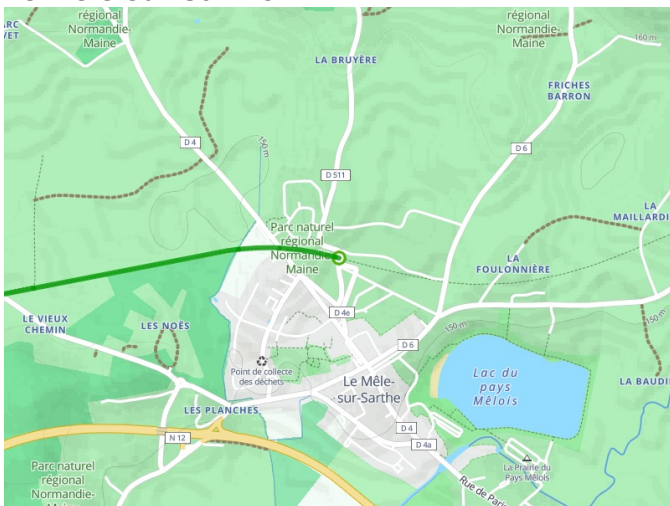 régional
Normandie-
Maine
régional
Normandie-
Maine
160 m
LA BRUYÈRE
FRICHES
BARRON
D 4
150 m
D 6
D 511
LA
MAILLARDI
Parc naturel
régional
Normandie-
Maine
LA
FOULONNIÈRE
LE VIEUX
CHEMIN
LES NOËS
D 4e
150 m
150 m
D 6
Point de collecte
des déchets
Le Mêle-
sur-Sarthe
Lac du
pays
Mêlois
LA BAUDI
LES PLANCHES
D 4
N 12
D 4a
Parc naturel
régional
Normandie-
La Prairie du
Pays Mêlois
Rue de Paris